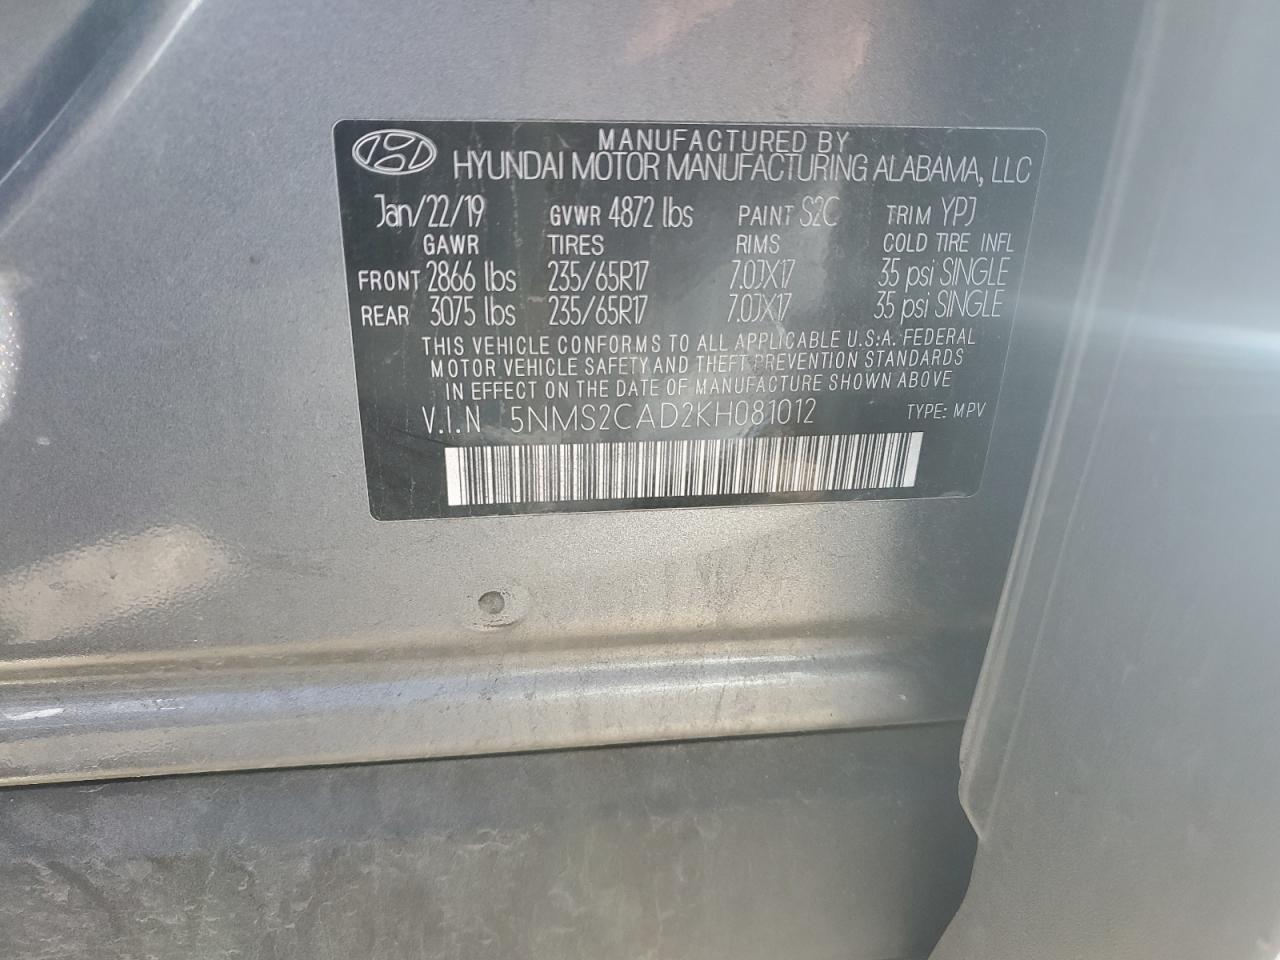 MANUFACTURED BY
HYUNDAI MOTOR MANUFACTURING ALABAMA, LLC
Jan/22/19 GVWR 4872 lbs PAINT S2C TRIM YPJ
GAWR TIRES RIMS COLD TIRE INFL
FRONT 2866 lbs 235/65R17 7.0JX17 35 psi SINGLE
REAR 3075 lbs 235/65R17 7.0JX17 35 psi SINGLE
THIS VEHICLE CONFORMS TO ALL APPLICABLE U.S.A. FEDERAL
MOTOR VEHICLE SAFETY AND THEFT PREVENTION STANDARDS
IN EFFECT ON THE DATE OF MANUFACTURE SHOWN ABOVE
V.I.N 5NMS2CAD2KH081012 TYPE: MPV